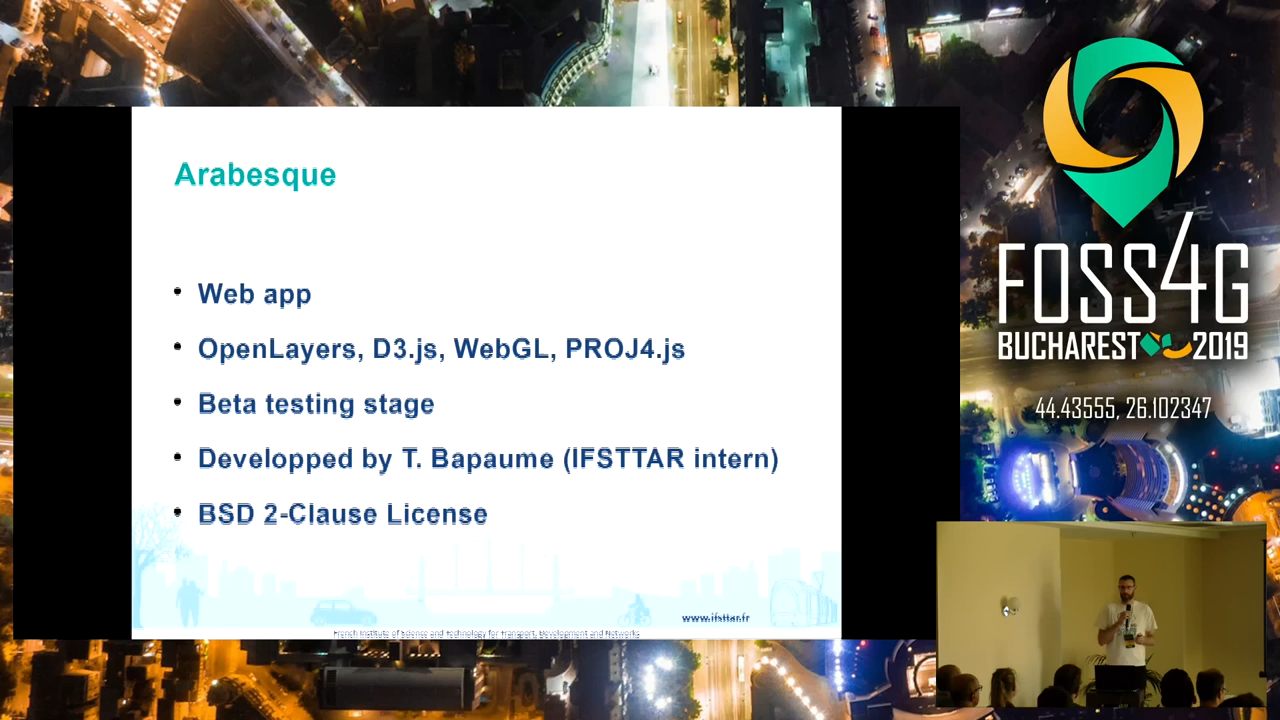 Arabesque
• Web app
• OpenLayers, D3.js, WebGL, PROJ4.js
• Beta testing stage
• Developped by T. Bapaume (IFSTTAR intern)
• BSD 2-Clause License
www.ifsttar.fr
French Institute of Science and Technology for Transport, Development and Networks
FOSS4G
BUCHAREST 2019
44.43555, 26.102347